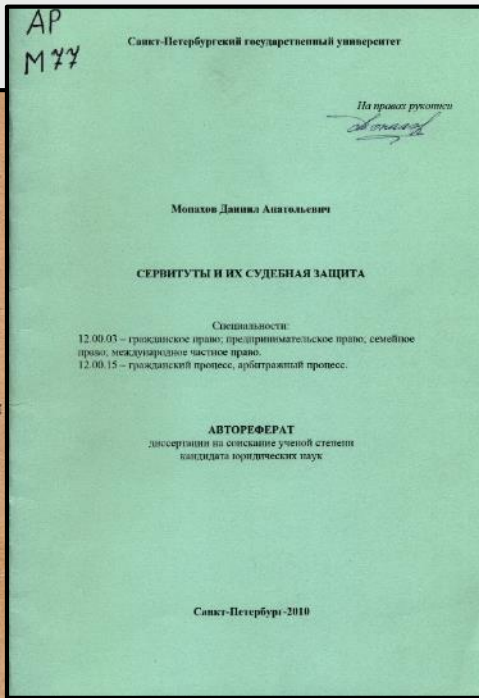 АР
М 77
Санкт-Петербургский государственный университет
На правах рукописи
Монахов Даниил Анатольевич
СЕРВИТУТЫ И ИХ СУДЕБНАЯ ЗАЩИТА
Специальности:
12.00.03 – гражданское право; предпринимательское право; семейное
право; международное частное право.
12.00.15 – гражданский процесс, арбитражный процесс.
АВТОРЕФЕРАТ
диссертации на соискание ученой степени
кандидата юридических наук
Санкт-Петербург-2010